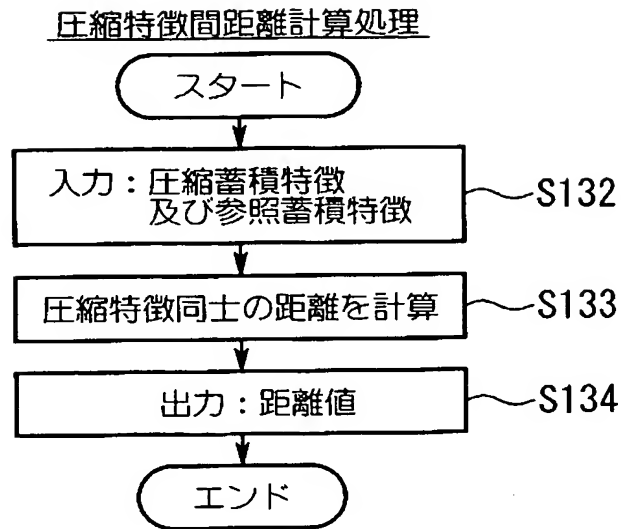 圧縮特徴間距離計算処理
スタート
入力：圧縮蓄積特徴
及び参照蓄積特徴
S132
圧縮特徴同士の距離を計算
S133
出力：距離値
S134
エンド